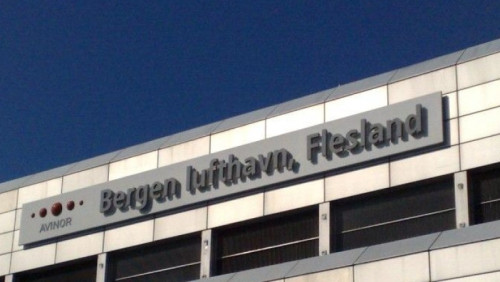 AVINOR
Bergen lufthavn, Flesland